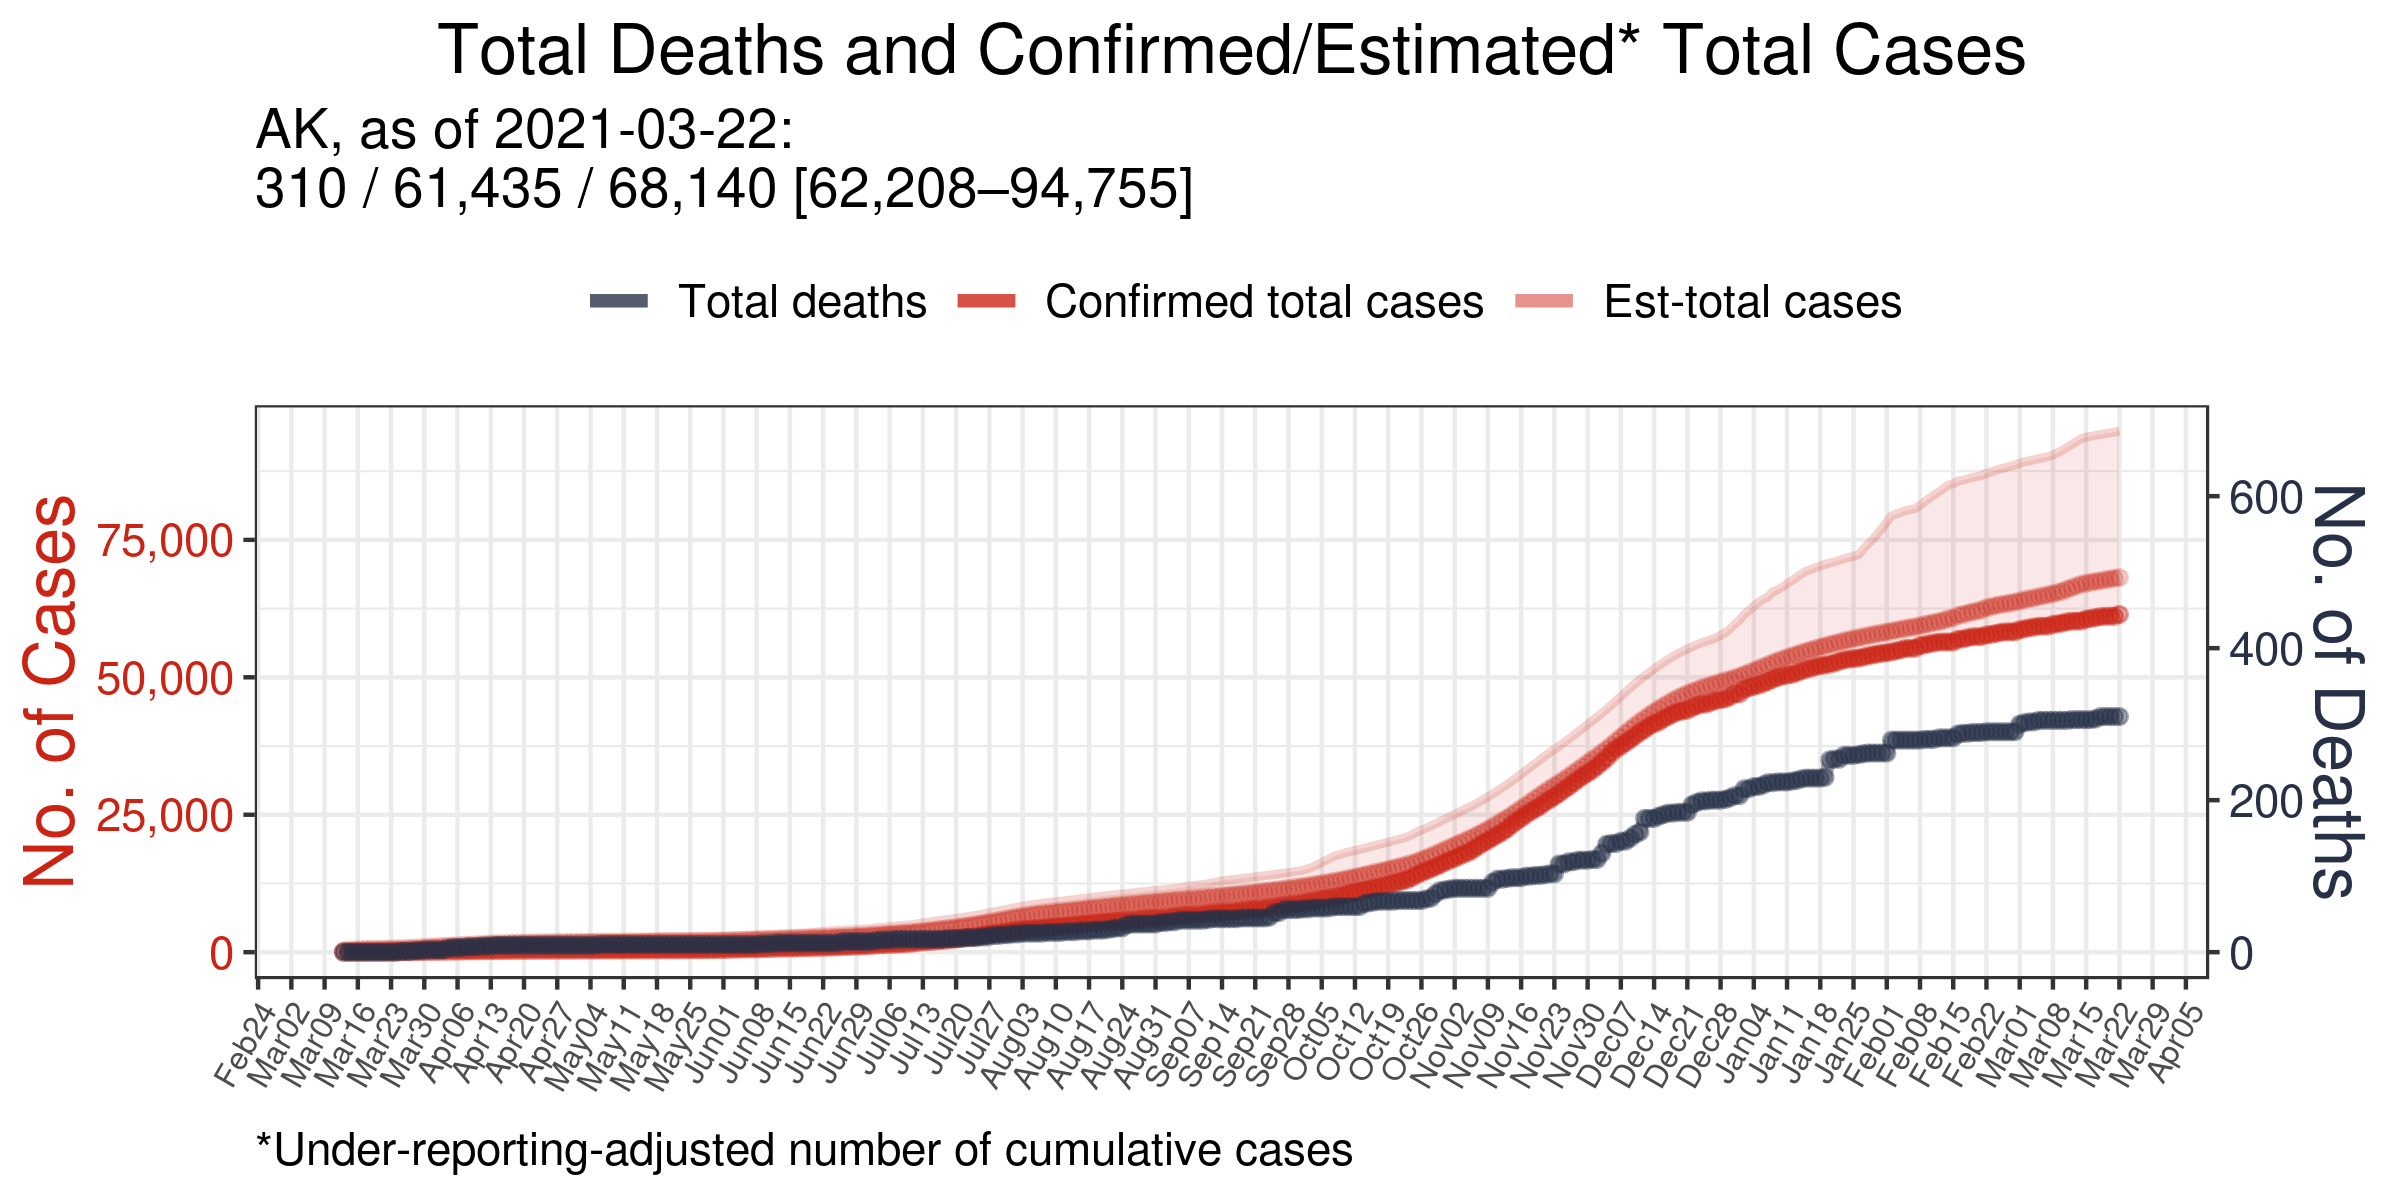 Total Deaths and Confirmed/Estimated* Total Cases
AK, as of 2021-03-22:
310 / 61,435 / 68,140 [62,208–94,755]
Total deaths
Confirmed total cases
Est-total cases
No. of Cases
75,000
50,000
25,000
0
600
400
200
0
No. of Deaths
Feb24
Mar02
Mar09
Mar16
Mar23
Mar30
Apr06
Apr13
Apr20
Apr27
May04
May11
May18
May25
Jun01
Jun08
Jun15
Jun22
Jun29
Jul06
Jul13
Jul20
Jul27
Aug03
Aug10
Aug17
Aug24
Aug31
Sep07
Sep14
Sep21
Sep28
Oct05
Oct12
Oct19
Oct26
Nov02
Nov09
Nov16
Nov23
Nov30
Dec07
Dec14
Dec21
Dec28
Jan04
Jan11
Jan18
Jan25
Feb01
Feb08
Feb15
Feb22
Mar01
Mar08
Mar15
Mar22
Mar29
Apr05
*Under-reporting-adjusted number of cumulative cases